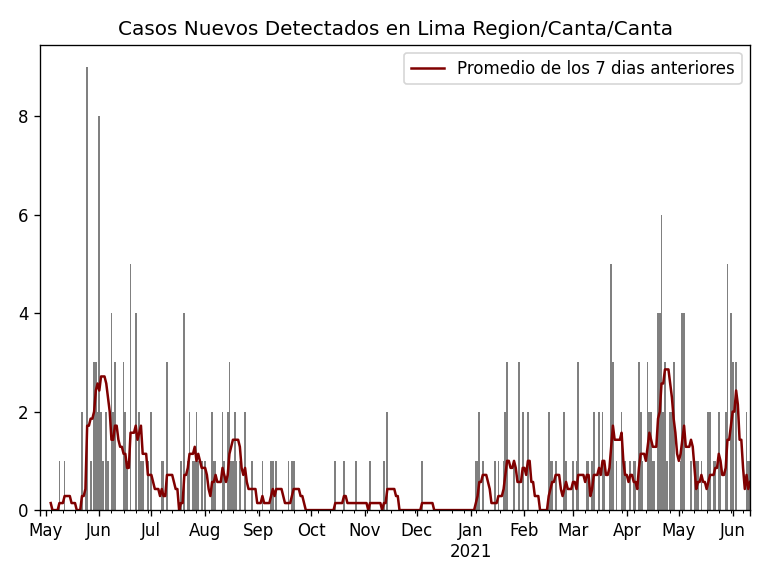 Casos Nuevos Detectados en Lima Region/Canta/Canta
Promedio de los 7 dias anteriores
8
6
4
2
0
May Jun Jul Aug Sep Oct Nov Dec Jan Feb Mar Apr May Jun
2021